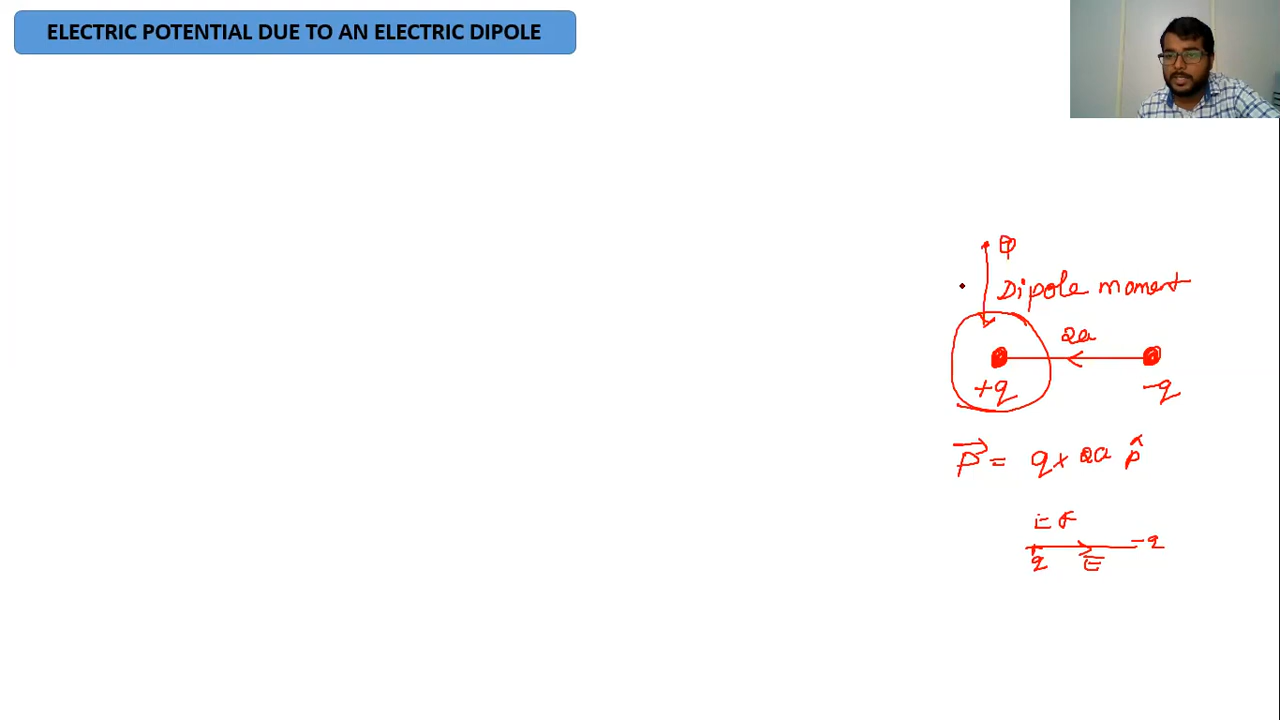 ELECTRIC POTENTIAL DUE TO AN ELECTRIC DIPOLE
Dipole moment
2a
+q -q
P = q × 2a p̂
E F
-q
q E